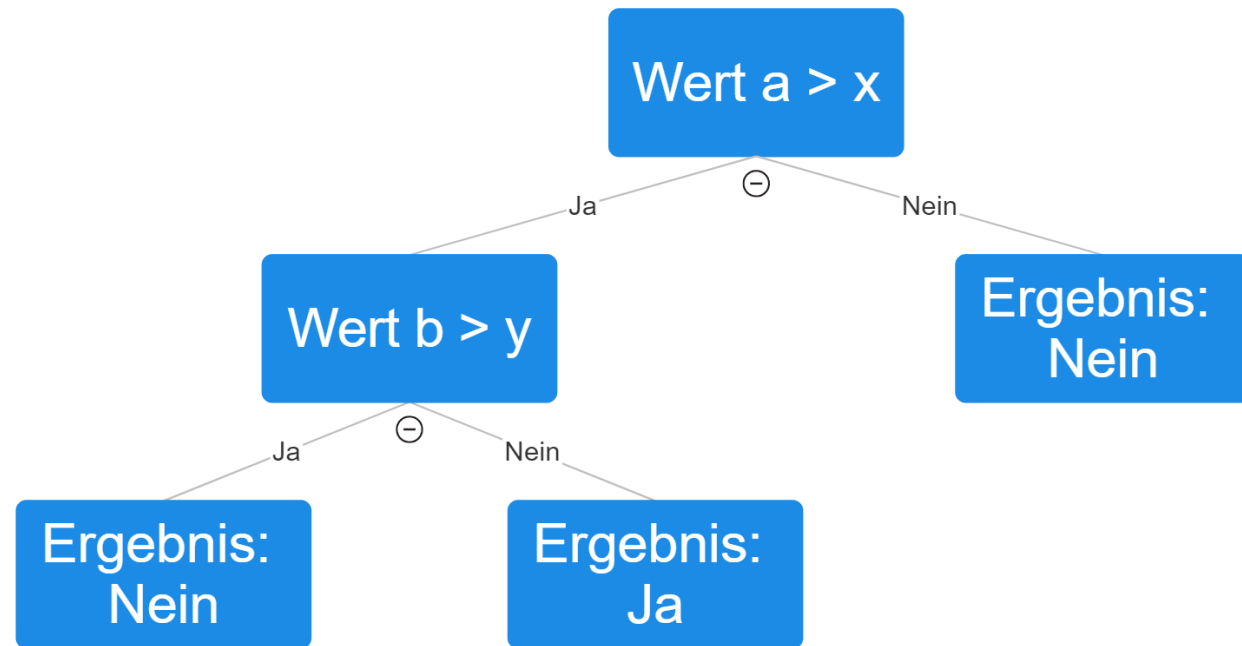 Wert a > x
Ja
Nein
Wert b > y
Ergebnis:
Nein
Ja
Nein
Ergebnis:
Nein
Ergebnis:
Ja